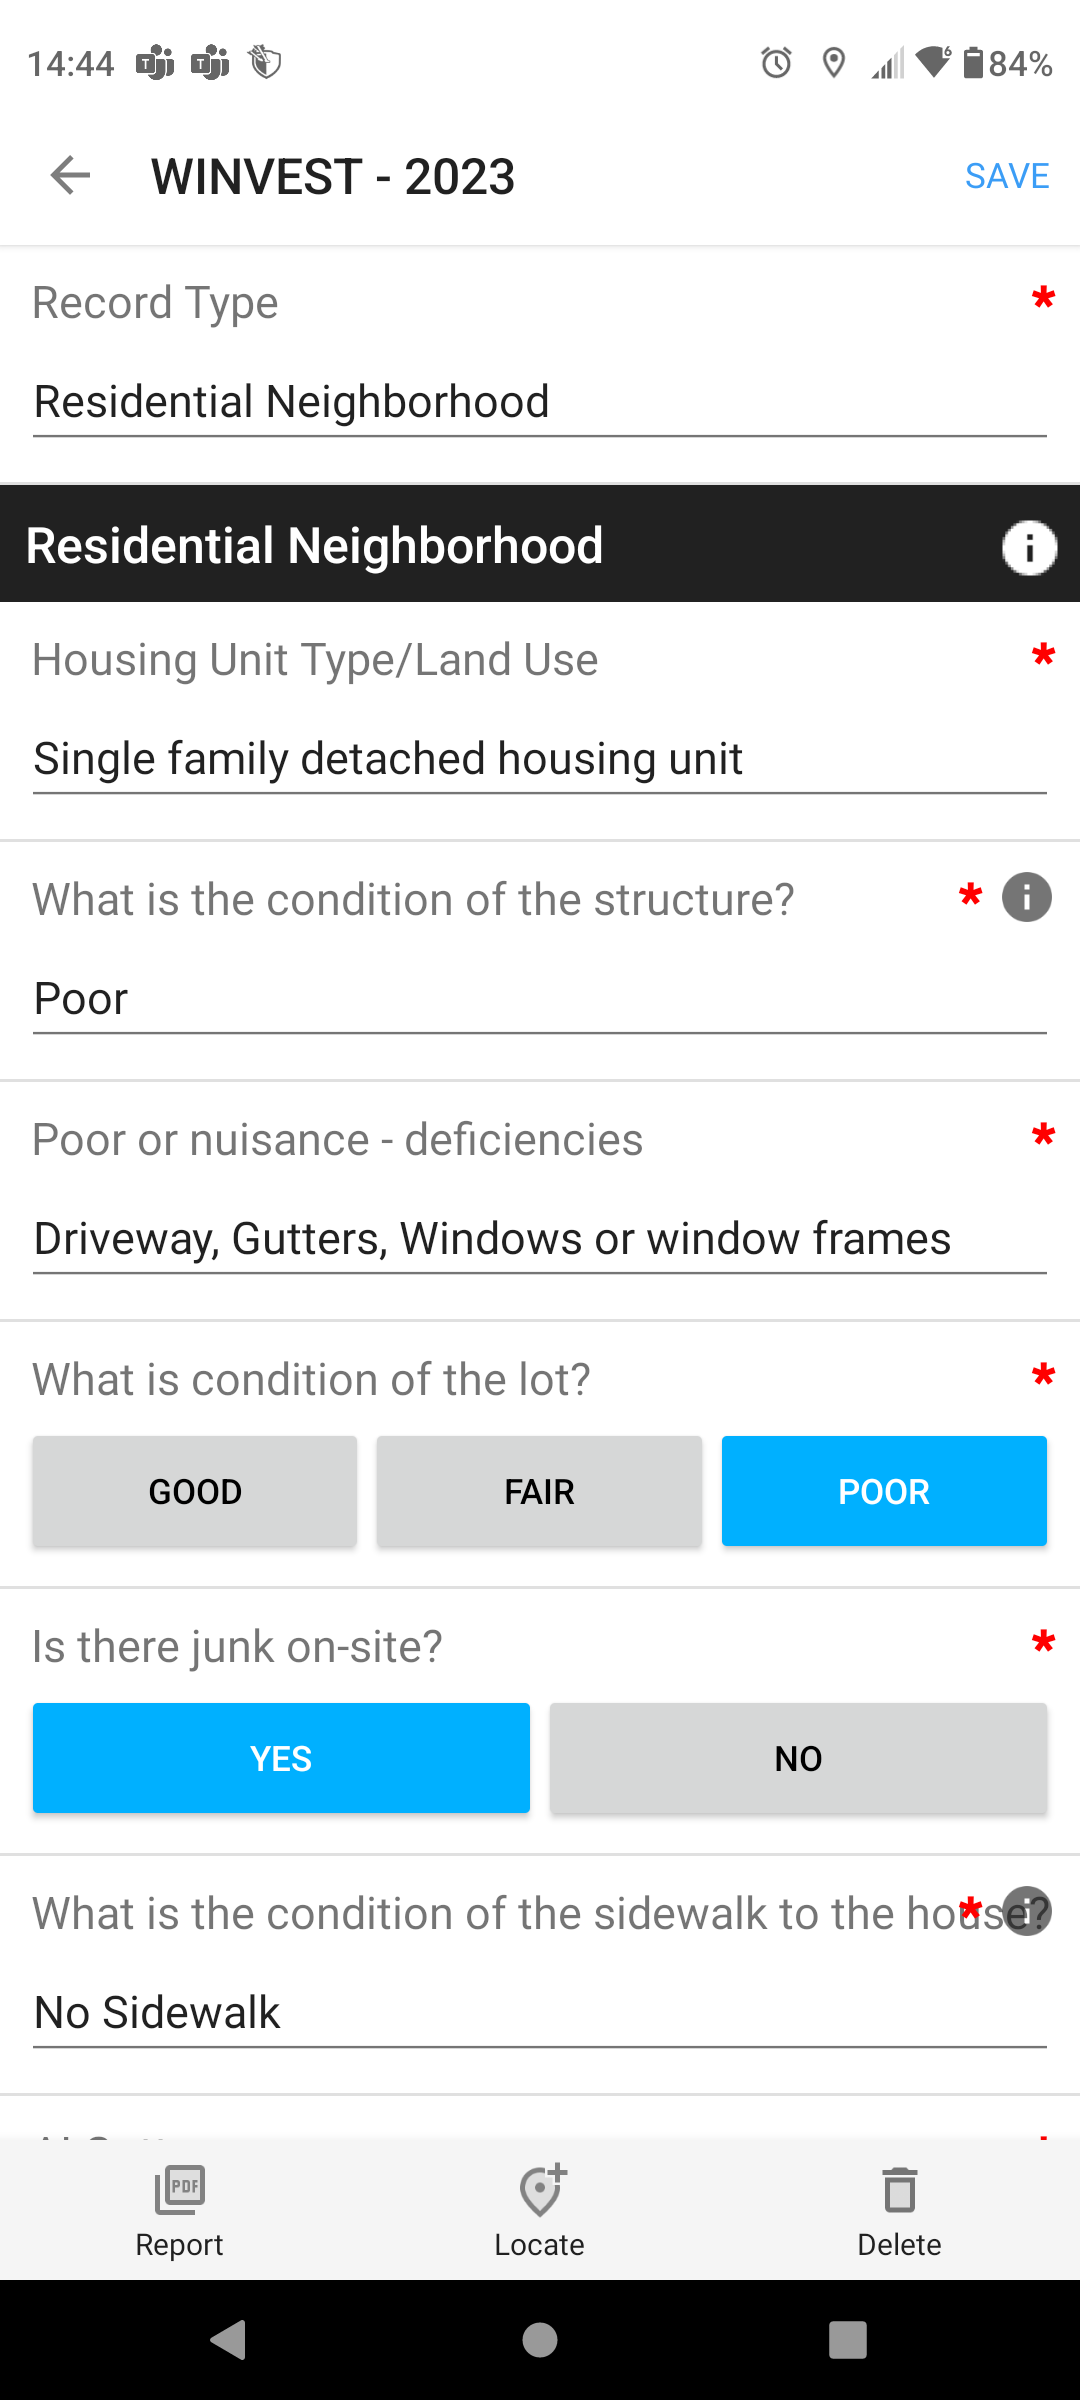 14:44
84%
WINVEST - 2023
SAVE
Record Type *
Residential Neighborhood
Residential Neighborhood
Housing Unit Type/Land Use *
Single family detached housing unit
What is the condition of the structure? *
Poor
Poor or nuisance - deficiencies *
Driveway, Gutters, Windows or window frames
What is condition of the lot? *
GOOD
FAIR
POOR
Is there junk on-site? *
YES
NO
What is the condition of the sidewalk to the house? *
No Sidewalk
PDF
Report
Locate
Delete